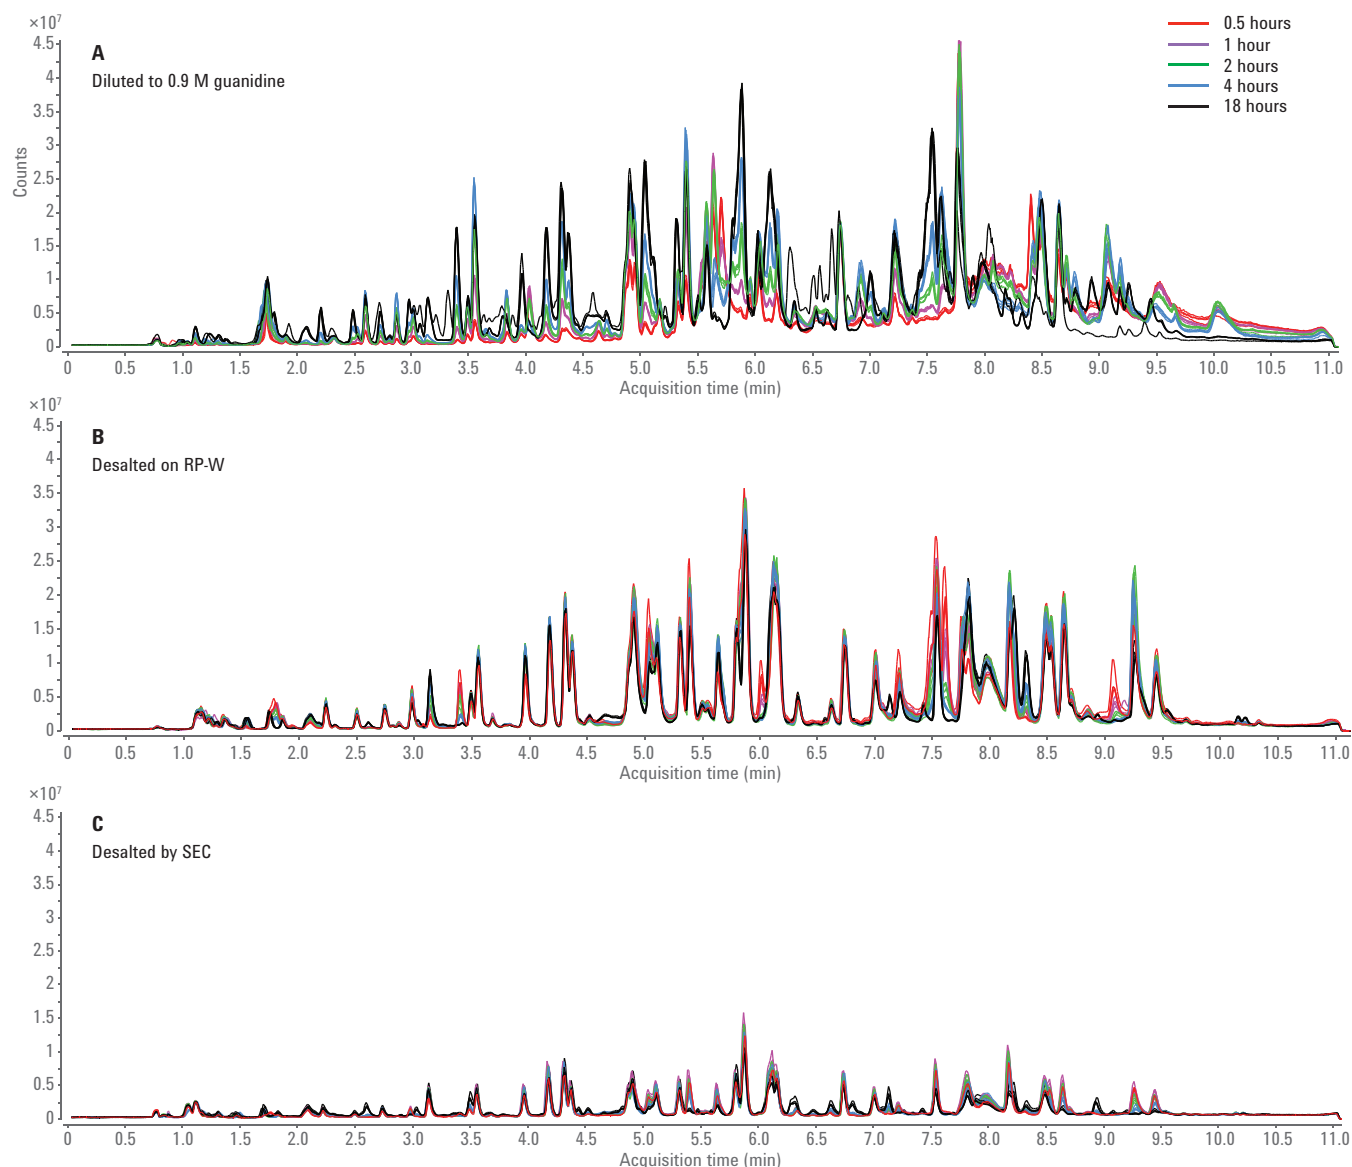 ×10⁷
A
Diluted to 0.9 M guanidine
0.5 hours
1 hour
2 hours
4 hours
18 hours
4.5
4
3.5
3
2.5
2
1.5
1
0.5
0
Counts
0 0.5 1.0 1.5 2.0 2.5 3.0 3.5 4.0 4.5 5.0 5.5 6.0 6.5 7.0 7.5 8.0 8.5 9.0 9.5 10.0 10.5 11.0
Acquisition time (min)
×10⁷
B
Desalted on RP-W
4.5
4
3.5
3
2.5
2
1.5
1
0.5
0
0 0.5 1.0 1.5 2.0 2.5 3.0 3.5 4.0 4.5 5.0 5.5 6.0 6.5 7.0 7.5 8.0 8.5 9.0 9.5 10.0 10.5 11.0
Acquisition time (min)
×10⁷
C
Desalted by SEC
4.5
4
3.5
3
2.5
2
1.5
1
0.5
0
0 0.5 1.0 1.5 2.0 2.5 3.0 3.5 4.0 4.5 5.0 5.5 6.0 6.5 7.0 7.5 8.0 8.5 9.0 9.5 10.0 10.5 11.0
Acquisition time (min)